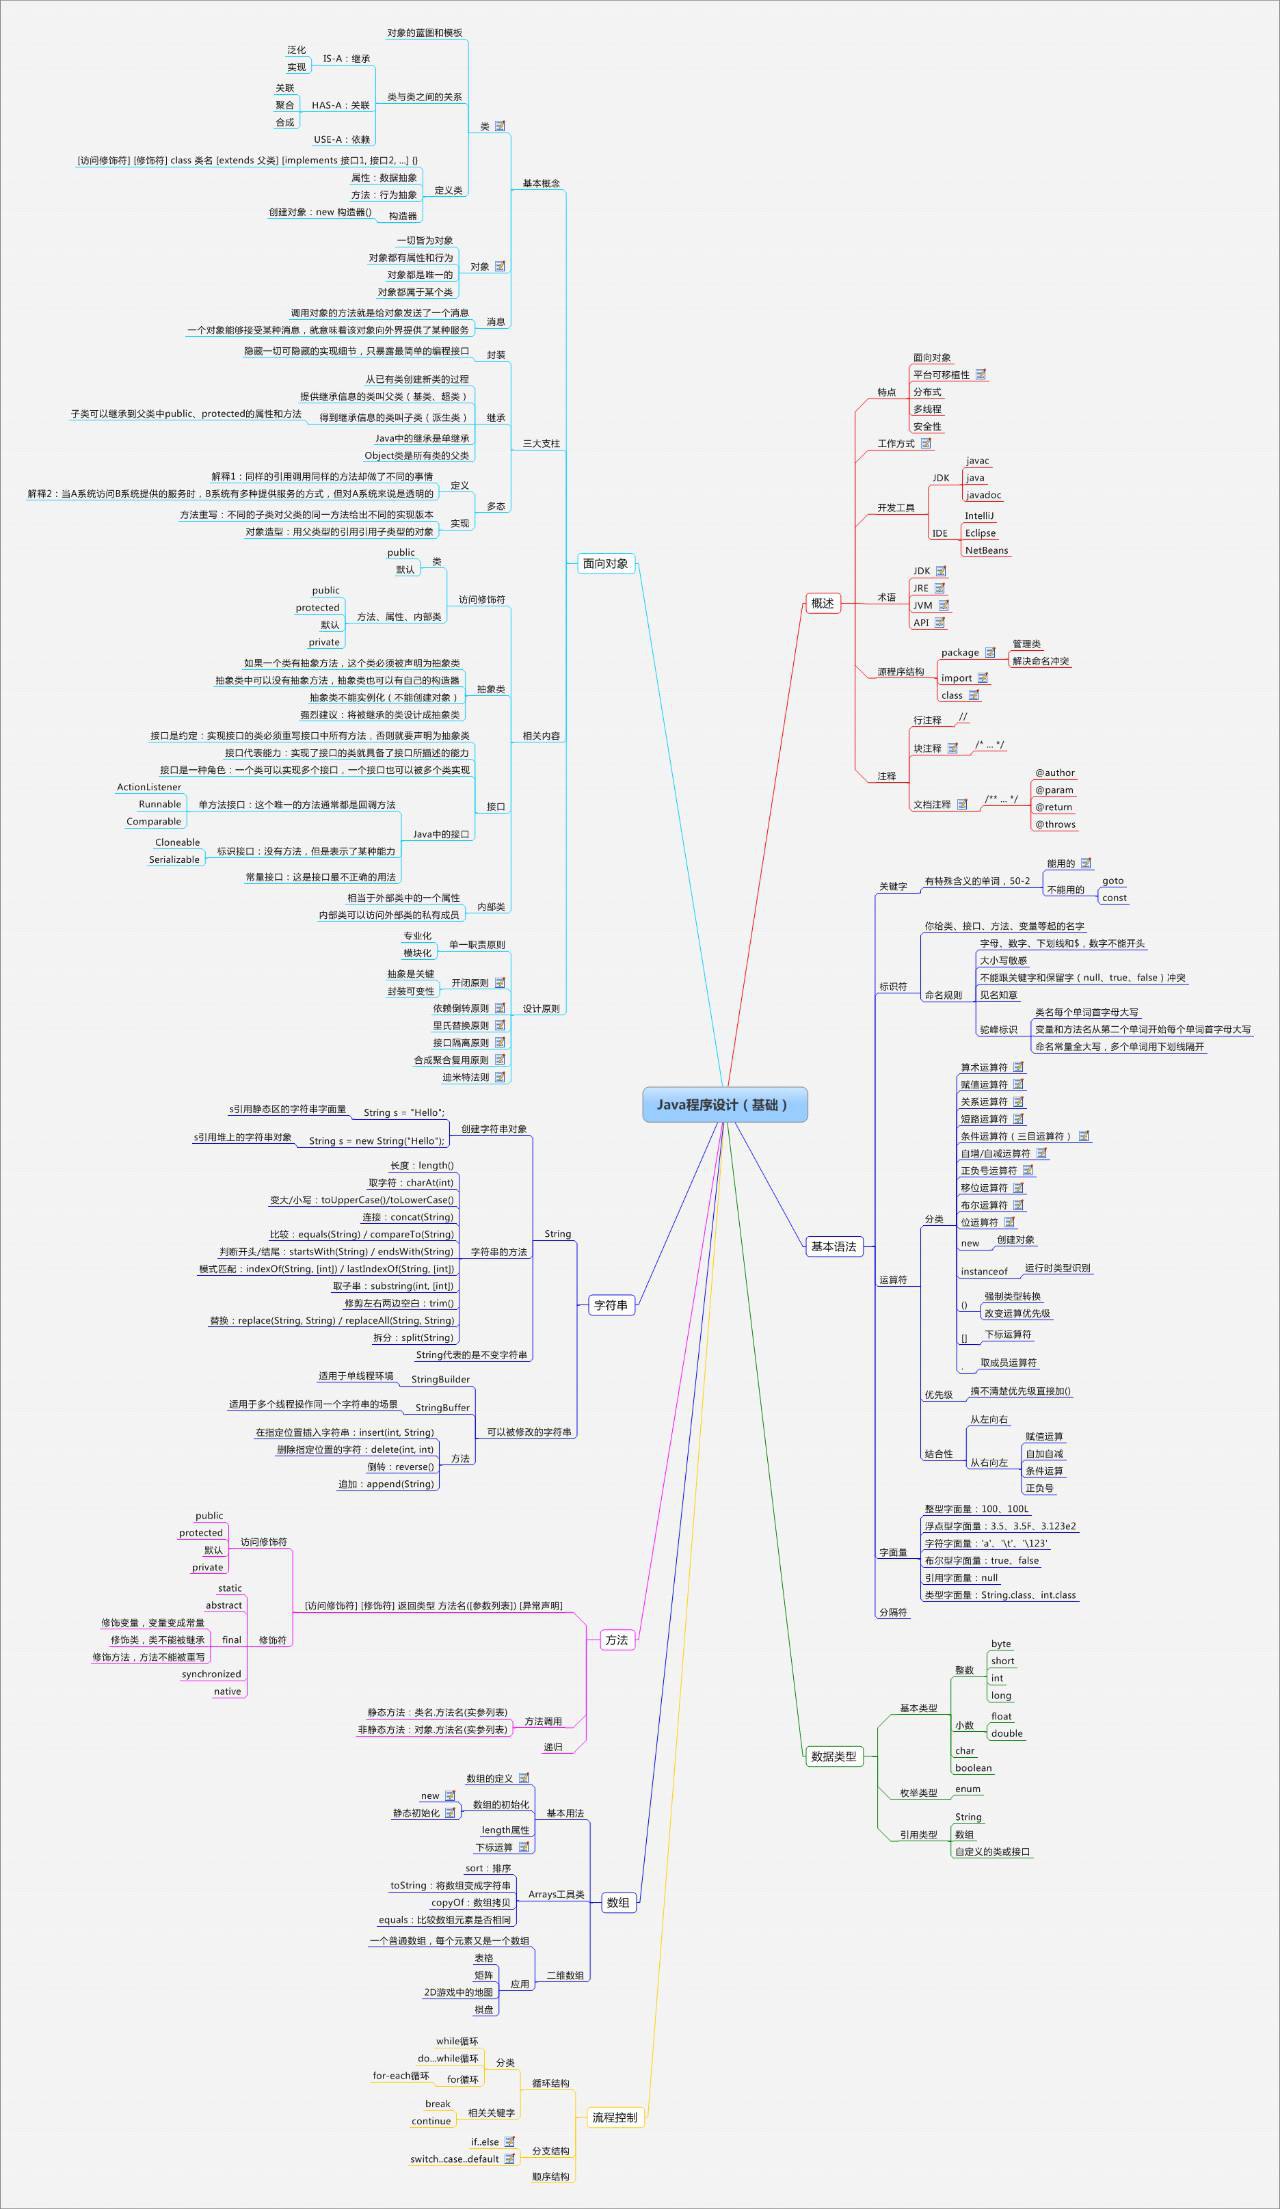 Java程序设计（基础）
概述
特点
面向对象
平台可移植性
分布式
多线程
安全性
工作方式
开发工具
JDK
javac
java
javadoc
IDE
IntelliJ
Eclipse
NetBeans
术语
JDK
JRE
JVM
API
源程序结构
package
管理类
解决命名冲突
import
class
注释
行注释
//
块注释
/* ... */
文档注释
/** ... */
@author
@param
@return
@throws
基本语法
关键字
有特殊含义的单词，50-2
能用的
不能用的
goto
const
标识符
你给类、接口、方法、变量等起的名字
命名规则
字母、数字、下划线和$，数字不能开头
大小写敏感
不能跟关键字和保留字（null、true、false）冲突
见名知意
驼峰标识
类名每个单词首字母大写
变量和方法名从第二个单词开始每个单词首字母大写
命名常量全大写，多个单词用下划线隔开
运算符
分类
算术运算符
赋值运算符
关系运算符
短路运算符
条件运算符（三目运算符）
自增/自减运算符
正负号运算符
移位运算符
布尔运算符
位运算符
new
创建对象
instanceof
运行时类型识别
()
强制类型转换
改变运算优先级
[]
下标运算符
.
取成员运算符
优先级
搞不清楚优先级直接加()
结合性
从左向右
从右向左
赋值运算
自加自减
条件运算
正负号
字面量
整型字面量：100、100L
浮点型字面量：3.5、3.5F、3.123e2
字符字面量：'a'、'\t'、'\123'
布尔型字面量：true、false
引用字面量：null
类型字面量：String.class、int.class
分隔符
数据类型
基本类型
整数
byte
short
int
long
小数
float
double
char
boolean
枚举类型
enum
引用类型
String
数组
自定义的类或接口
面向对象
基本概念
类
对象的蓝图和模板
类与类之间的关系
IS-A：继承
泛化
实现
HAS-A：关联
关联
聚合
合成
USE-A：依赖
定义类
[访问修饰符] [修饰符] class 类名 [extends 父类] [implements 接口1, 接口2, ...] {}
属性：数据抽象
方法：行为抽象
构造器
创建对象：new 构造器()
对象
一切皆为对象
对象都有属性和行为
对象都是唯一的
对象都属于某个类
消息
调用对象的方法就是给对象发送了一个消息
一个对象能够接受某种消息，就意味着该对象向外界提供了某种服务
三大支柱
封装
隐藏一切可隐藏的实现细节，只暴露最简单的编程接口
继承
从已有类创建新类的过程
提供继承信息的类叫父类（基类、超类）
得到继承信息的类叫子类（派生类）
子类可以继承到父类中public、protected的属性和方法
Java中的继承是单继承
Object类是所有类的父类
多态
定义
解释1：同样的引用调用同样的方法却做了不同的事情
解释2：当A系统访问B系统提供的服务时，B系统有多种提供服务的方式，但对A系统来说是透明的
实现
方法重写：不同的子类对父类的同一方法给出不同的实现版本
对象造型：用父类型的引用引用子类型的对象
相关内容
访问修饰符
类
public
默认
方法、属性、内部类
public
protected
默认
private
抽象类
如果一个类有抽象方法，这个类必须被声明为抽象类
抽象类中可以没有抽象方法，抽象类也可以有自己的构造器
抽象类不能实例化（不能创建对象）
强烈建议：将被继承的类设计成抽象类
接口
接口是约定：实现接口的类必须重写接口中所有方法，否则就要声明为抽象类
接口代表能力：实现了接口的类就具备了接口所描述的能力
接口是一种角色：一个类可以实现多个接口，一个接口也可以被多个类实现
Java中的接口
单方法接口：这个唯一的方法通常都是回调方法
ActionListener
Runnable
Comparable
标识接口：没有方法，但是表示了某种能力
Cloneable
Serializable
常量接口：这是接口最不正确的用法
内部类
相当于外部类中的一个属性
内部类可以访问外部类的私有成员
设计原则
单一职责原则
专业化
模块化
开闭原则
抽象是关键
封装可变性
依赖倒转原则
里氏替换原则
接口隔离原则
合成聚合复用原则
迪米特法则
字符串
String
创建字符串对象
String s = "Hello";
s引用静态区的字符串字面量
String s = new String("Hello");
s引用堆上的字符串对象
字符串的方法
长度：length()
取字符：charAt(int)
变大/小写：toUpperCase()/toLowerCase()
连接：concat(String)
比较：equals(String) / compareTo(String)
判断开头/结尾：startsWith(String) / endsWith(String)
模式匹配：indexOf(String, [int]) / lastIndexOf(String, [int])
取子串：substring(int, [int])
修剪左右两边空白：trim()
替换：replace(String, String) / replaceAll(String, String)
拆分：split(String)
String代表的是不变字符串
可以被修改的字符串
StringBuilder
适用于单线程环境
StringBuffer
适用于多个线程操作同一个字符串的场景
方法
在指定位置插入字符串：insert(int, String)
删除指定位置的字符：delete(int, int)
倒转：reverse()
追加：append(String)
方法
[访问修饰符] [修饰符] 返回类型 方法名([参数列表]) [异常声明]
访问修饰符
public
protected
默认
private
修饰符
static
abstract
final
修饰变量，变量变成常量
修饰类，类不能被继承
修饰方法，方法不能被重写
synchronized
native
方法调用
静态方法：类名.方法名(实参列表)
非静态方法：对象.方法名(实参列表)
递归
数组
基本用法
数组的定义
数组的初始化
new
静态初始化
length属性
下标运算
Arrays工具类
sort：排序
toString：将数组变成字符串
copyOf：数组拷贝
equals：比较数组元素是否相同
二维数组
一个普通数组，每个元素又是一个数组
应用
表格
矩阵
2D游戏中的地图
棋盘
流程控制
循环结构
分类
while循环
do...while循环
for循环
for-each循环
相关关键字
break
continue
分支结构
if..else
switch..case..default
顺序结构